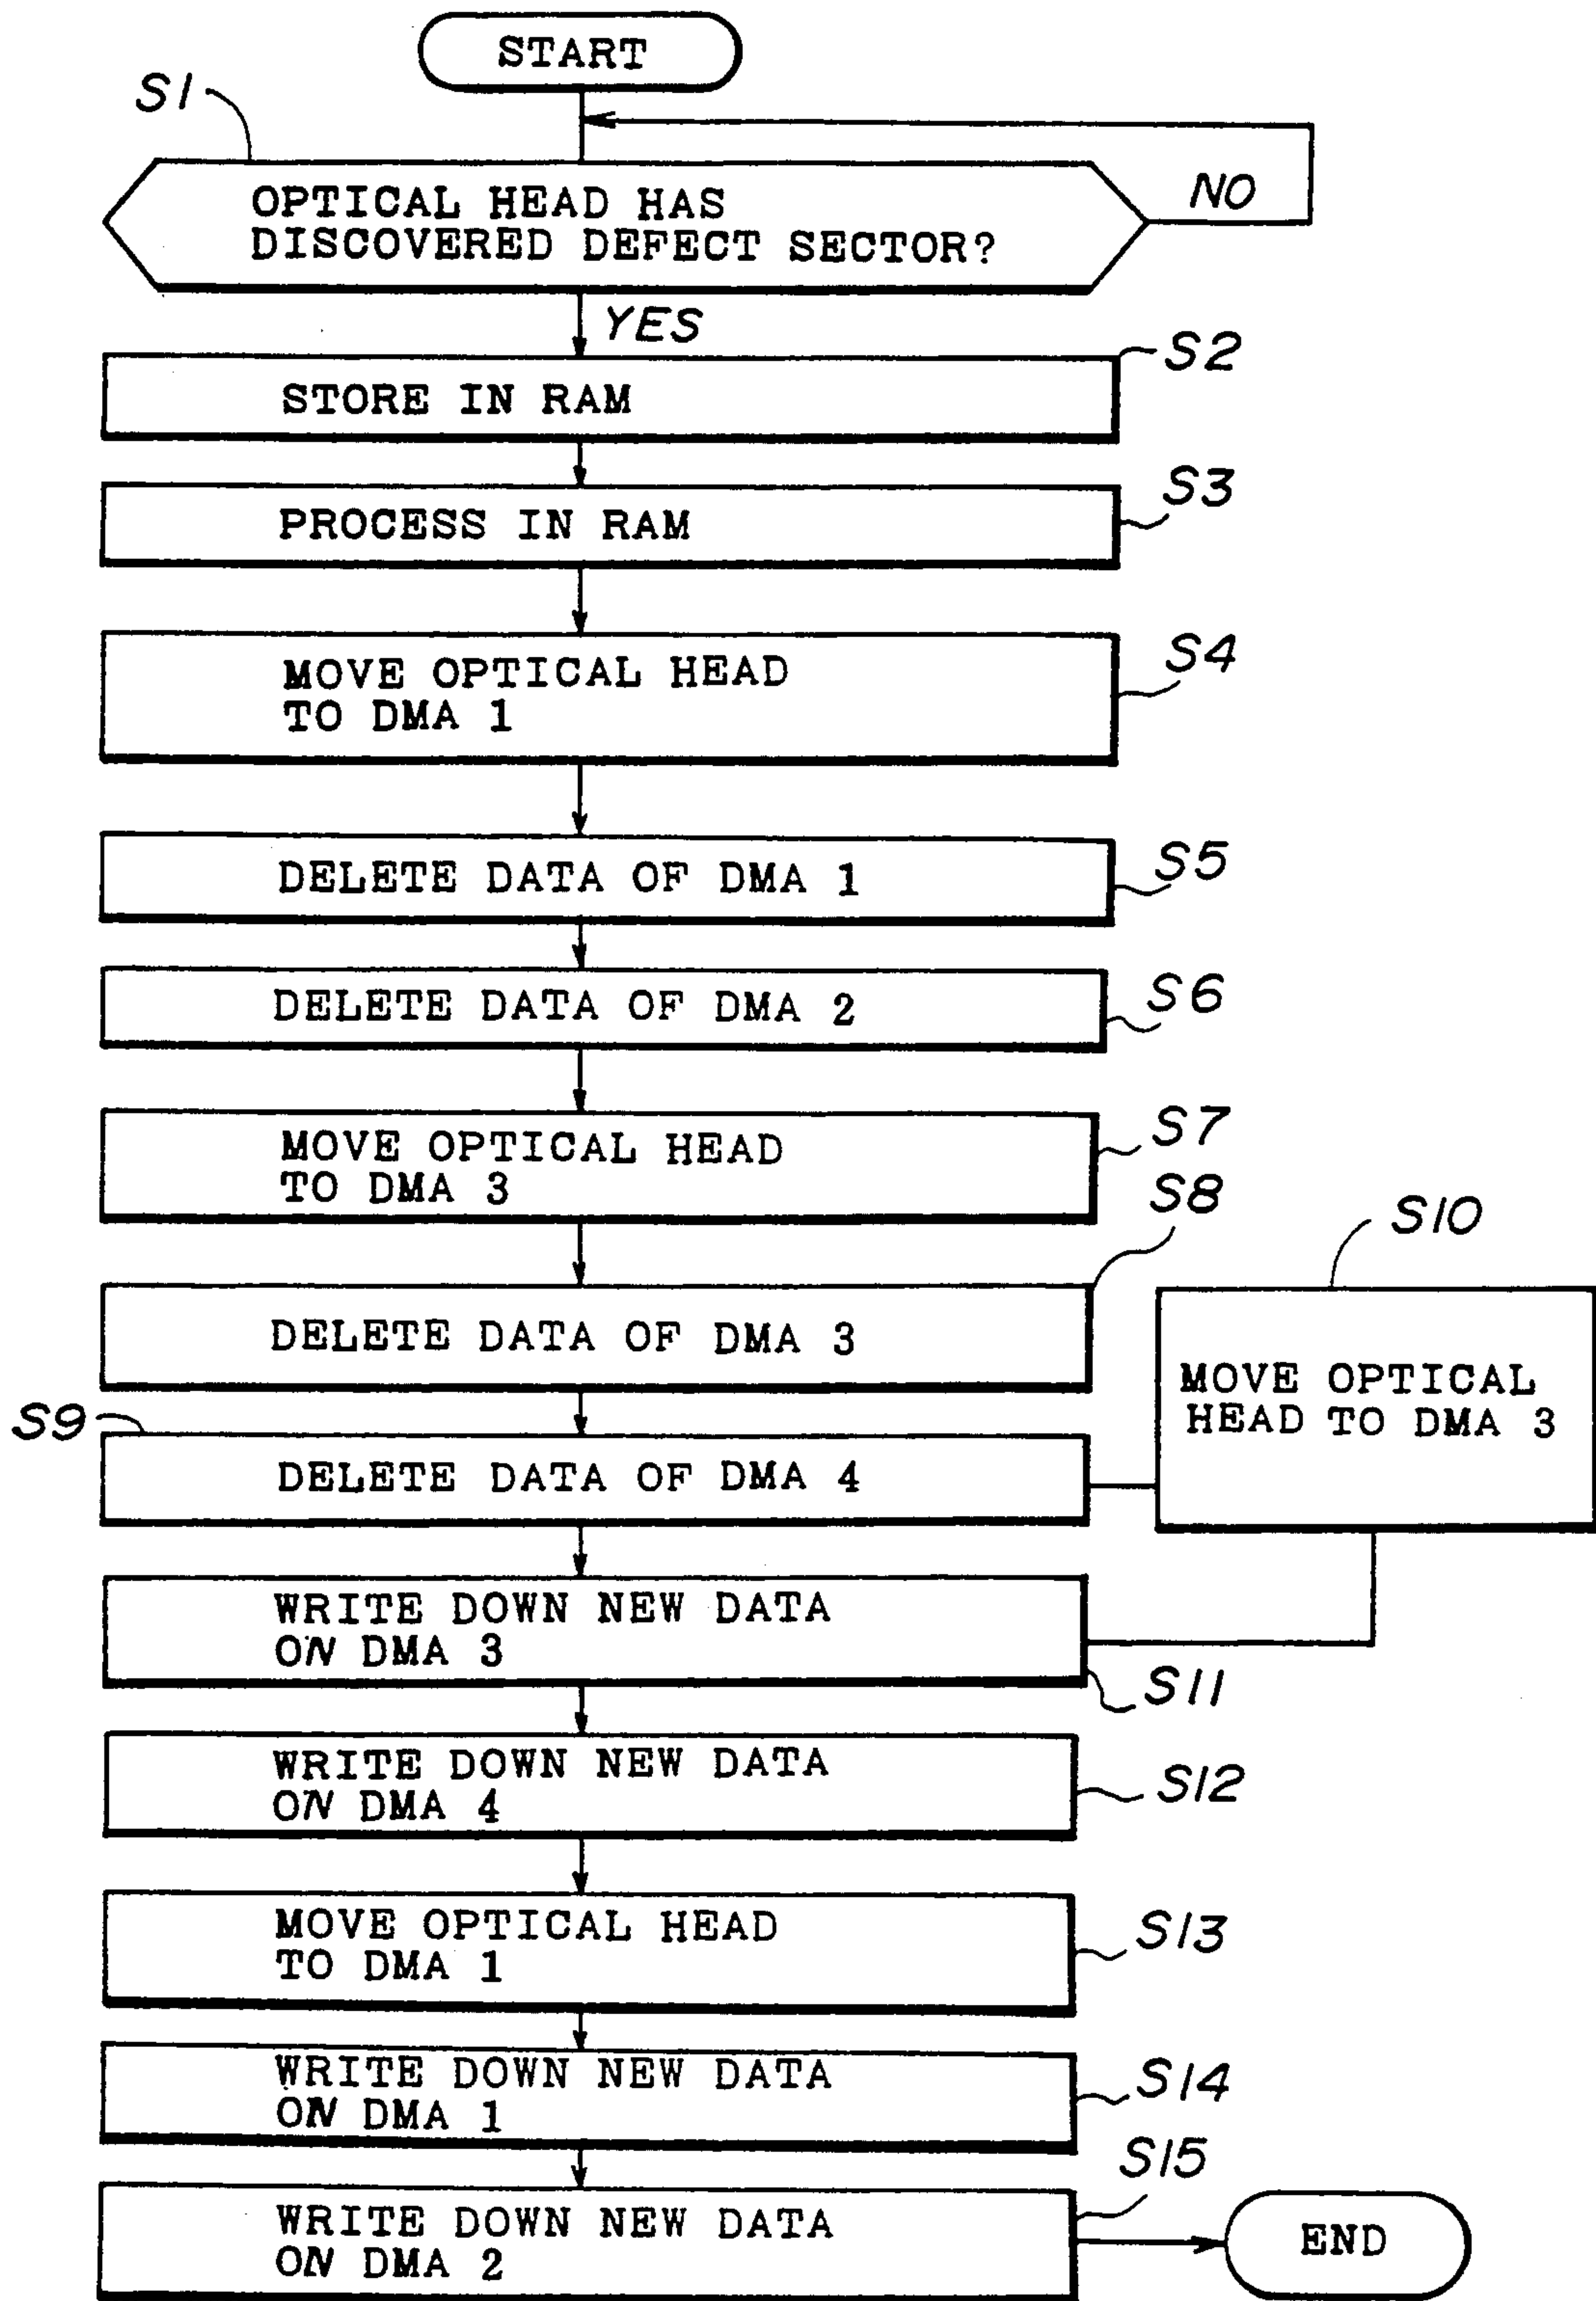 START
S1
OPTICAL HEAD HAS
DISCOVERED DEFECT SECTOR?
NO
YES
S2
STORE IN RAM
S3
PROCESS IN RAM
S4
MOVE OPTICAL HEAD
TO DMA 1
S5
DELETE DATA OF DMA 1
S6
DELETE DATA OF DMA 2
S7
MOVE OPTICAL HEAD
TO DMA 3
S8
DELETE DATA OF DMA 3
S9
DELETE DATA OF DMA 4
S10
MOVE OPTICAL
HEAD TO DMA 3
WRITE DOWN NEW DATA
ON DMA 3
S11
WRITE DOWN NEW DATA
ON DMA 4
S12
MOVE OPTICAL HEAD
TO DMA 1
S13
WRITE DOWN NEW DATA
ON DMA 1
S14
S15
WRITE DOWN NEW DATA
ON DMA 2
END